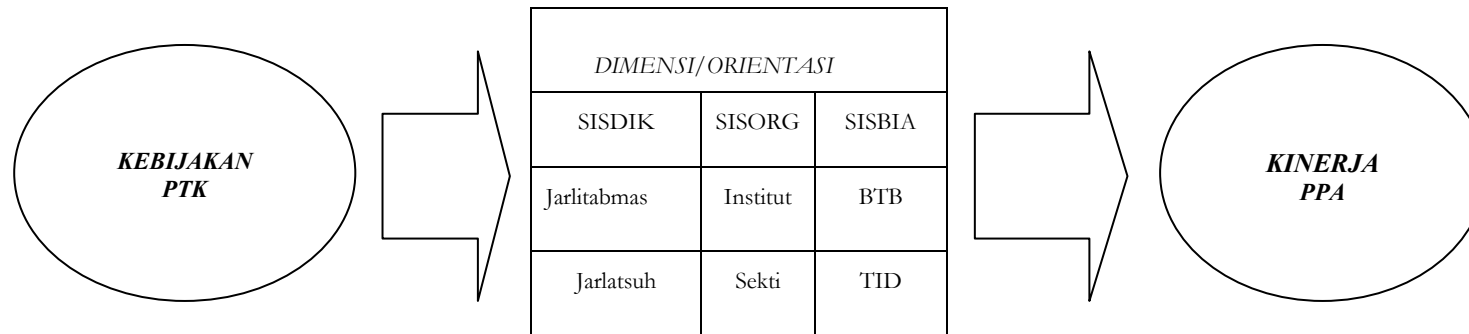 KEBIJAKAN
PTK
DIMENSI/ORIENTASI
SISDIK SISORG SISBIA
Jarlitabmas Institut BTB
Jarlatsuh Sekti TID
KINERJA
PPA